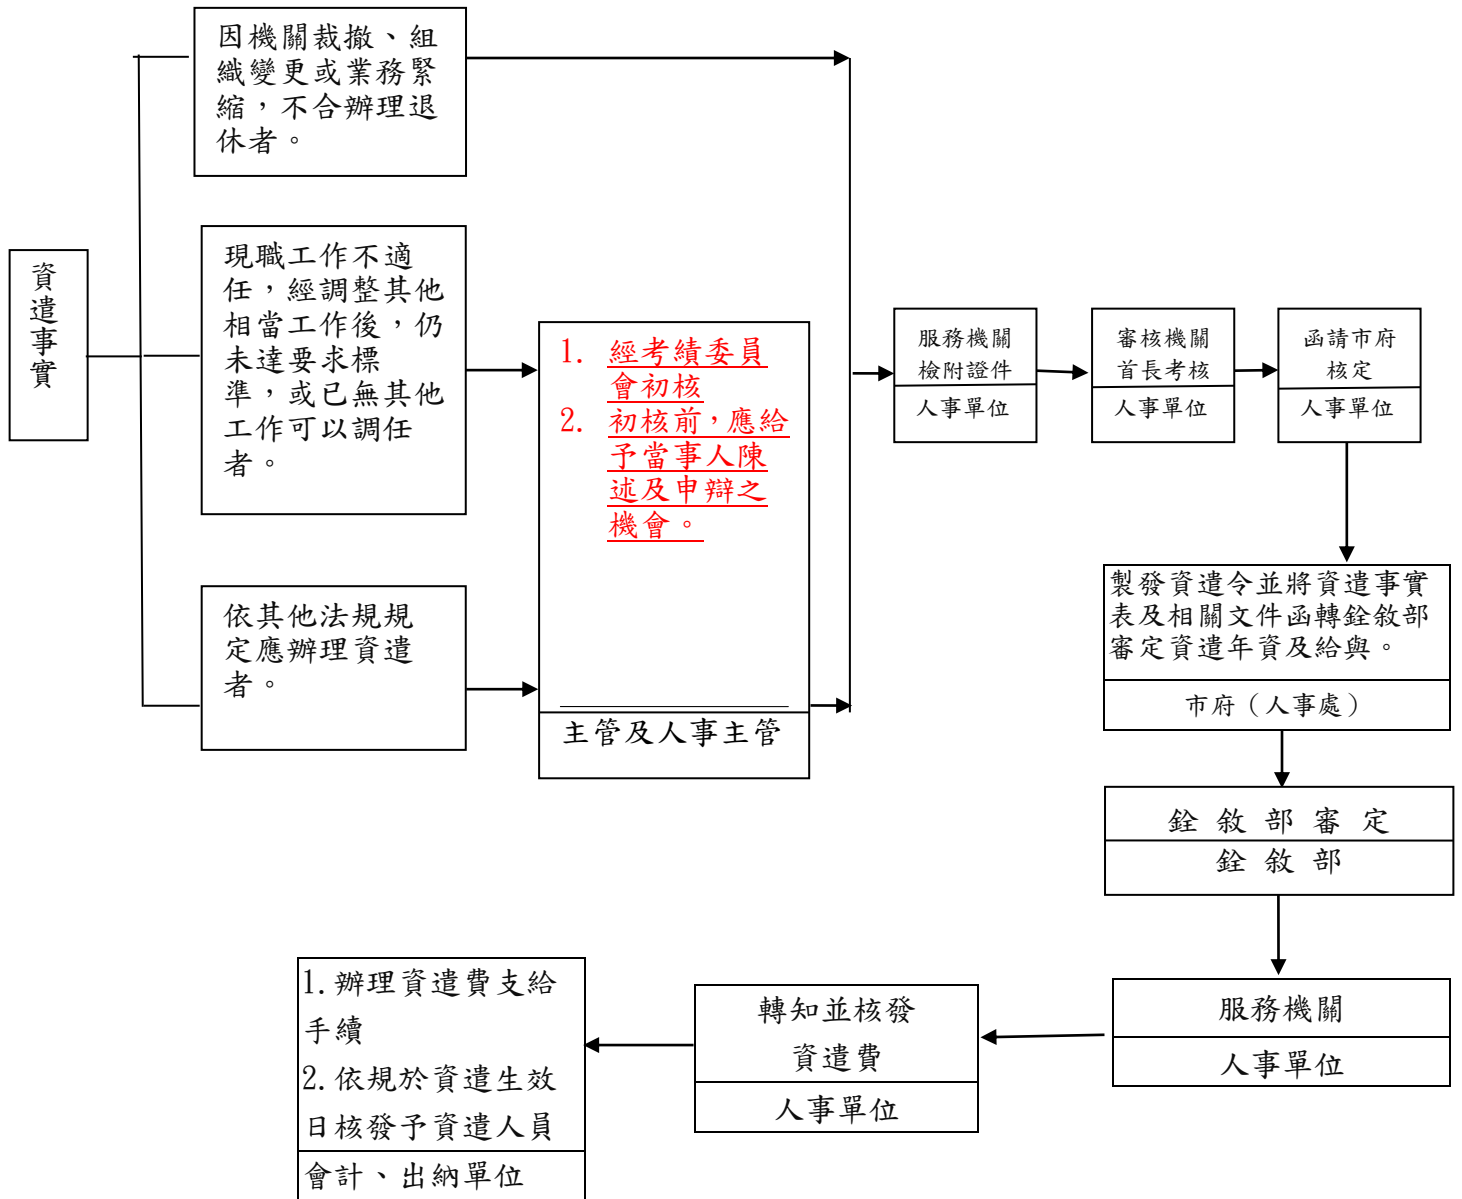 資遣事實
因機關裁撤、組
織變更或業務緊
縮，不合辦理退
休者。
現職工作不適
任，經調整其他
相當工作後，仍
未達要求標
準，或已無其他
工作可以調任
者。
依其他法規規
定應辦理資遣
者。
1. 經考績委員
會初核
2. 初核前，應給
予當事人陳
述及申辯之
機會。
主管及人事主管
服務機關
檢附證件
人事單位
審核機關
首長考核
人事單位
函請市府
核定
人事單位
製發資遣令並將資遣事實
表及相關文件函轉銓敘部
審定資遣年資及給與。
市府（人事處）
銓敘部審定
銓敘部
服務機關
人事單位
轉知並核發
資遣費
人事單位
1.辦理資遣費支給
手續
2.依規於資遣生效
日核發予資遣人員
會計、出納單位